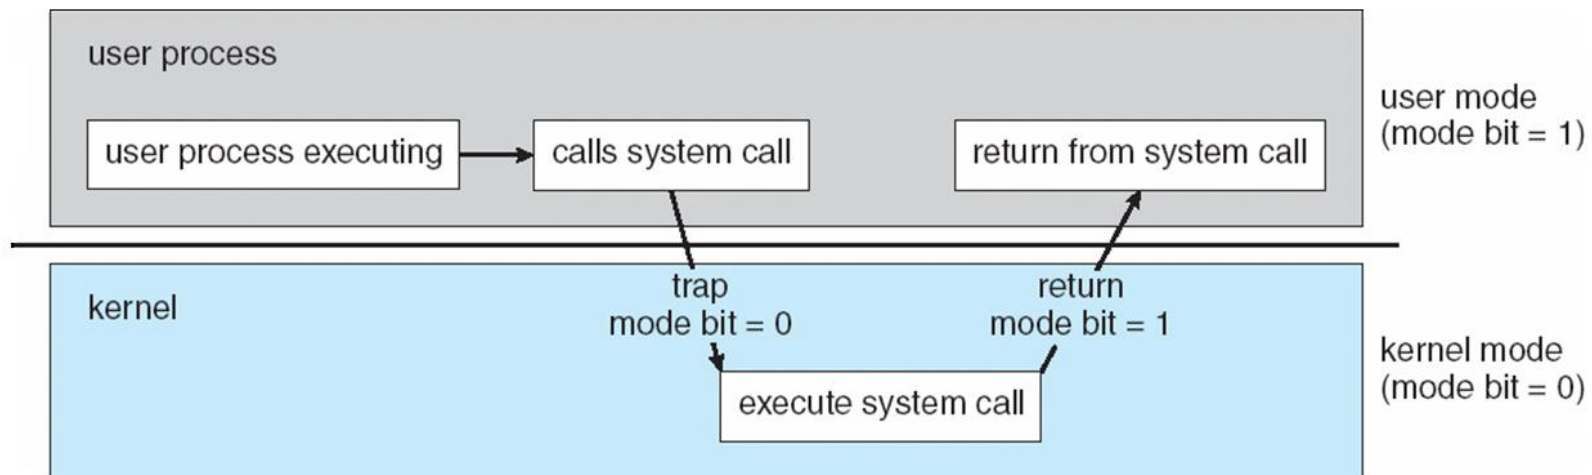 user process
user process executing
calls system call
return from system call
user mode
(mode bit = 1)
trap
mode bit = 0
return
mode bit = 1
kernel
execute system call
kernel mode
(mode bit = 0)